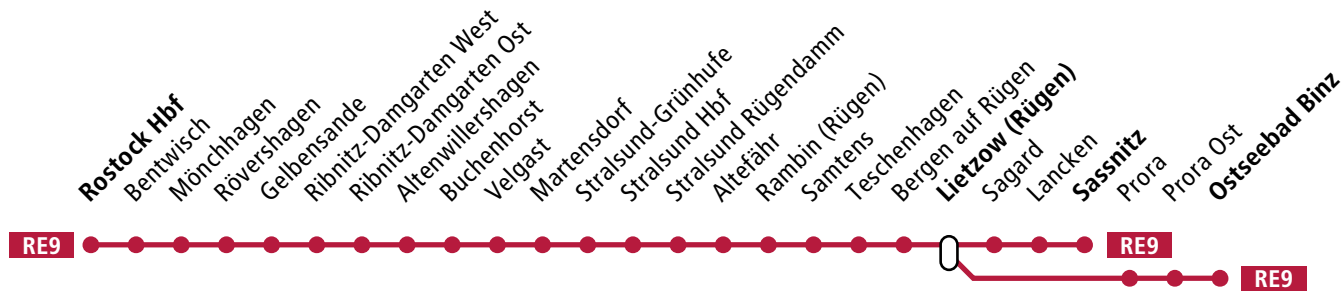 Rostock Hbf
Bentwisch
Mönchhagen
Rövershagen
Gelbensande
Ribnitz-Damgarten West
Ribnitz-Damgarten Ost
Altenwillershagen
Buchenhorst
Velgast
Martensdorf
Stralsund-Grünhufe
Stralsund Hbf
Stralsund Rügendamm
Altefähr
Rambin (Rügen)
Samtens
Teschenhagen
Bergen auf Rügen
Lietzow (Rügen)
Sagard
Lancken
Sassnitz
Prora
Prora Ost
Ostseebad Binz
RE9
RE9
RE9